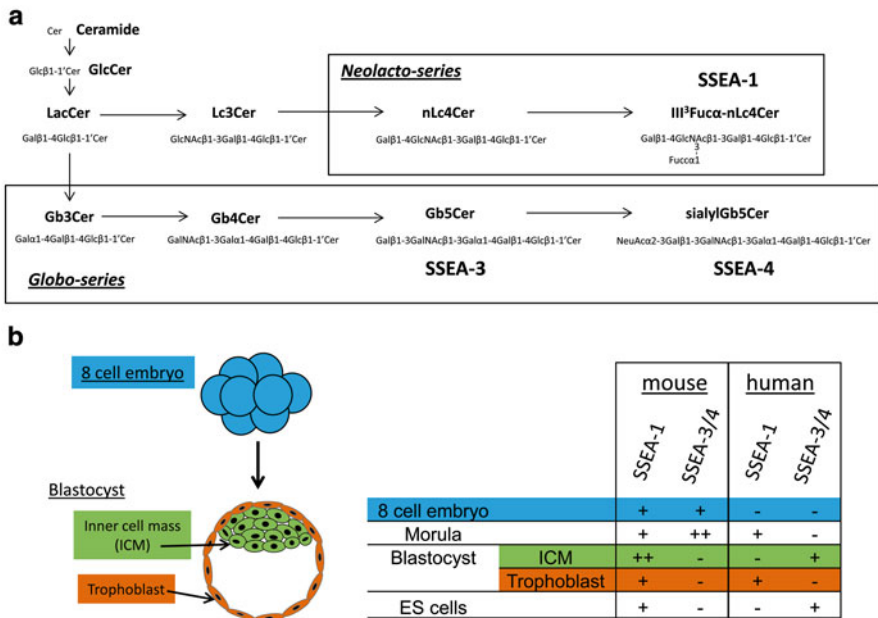 a
Cer Ceramide
Glcβ1-1'Cer GlcCer
Neolacto-series
SSEA-1
LacCer Lc3Cer nLc4Cer III³Fucα-nLc4Cer
Galβ1-4Glcβ1-1'Cer GlcNAcβ1-3Galβ1-4Glcβ1-1'Cer Galβ1-4GlcNAcβ1-3Galβ1-4Glcβ1-1'Cer Galβ1-4GlcNAcβ1-3Galβ1-4Glcβ1-1'Cer
3
Fuccα1
Gb3Cer Gb4Cer Gb5Cer sialylGb5Cer
Galα1-4Galβ1-4Glcβ1-1'Cer GalNAcβ1-3Galα1-4Galβ1-4Glcβ1-1'Cer Galβ1-3GalNAcβ1-3Galα1-4Galβ1-4Glcβ1-1'Cer NeuAcα2-3Galβ1-3GalNAcβ1-3Galα1-4Galβ1-4Glcβ1-1'Cer
SSEA-3 SSEA-4
Globo-series
b
8 cell embryo
Blastocyst
Inner cell mass
(ICM)
Trophoblast
mouse human
SSEA-1 SSEA-3/4 SSEA-1 SSEA-3/4
8 cell embryo + + - -
Morula + ++ + -
Blastocyst ICM ++ - - +
Trophoblast + - + -
ES cells + - - +